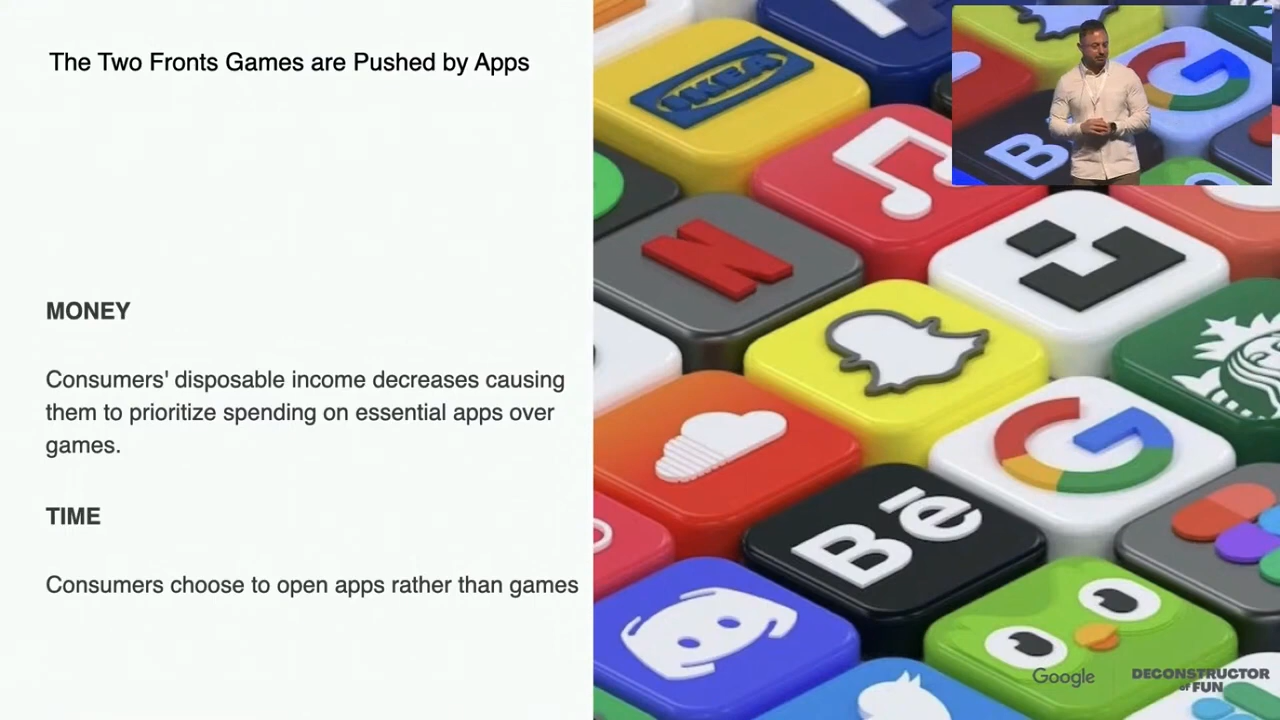 The Two Fronts Games are Pushed by Apps
MONEY
Consumers' disposable income decreases causing
them to prioritize spending on essential apps over
games.
TIME
Consumers choose to open apps rather than games
IKEA
N
G
Bē
G
B
Google
DECONSTRUCTOR
of FUN